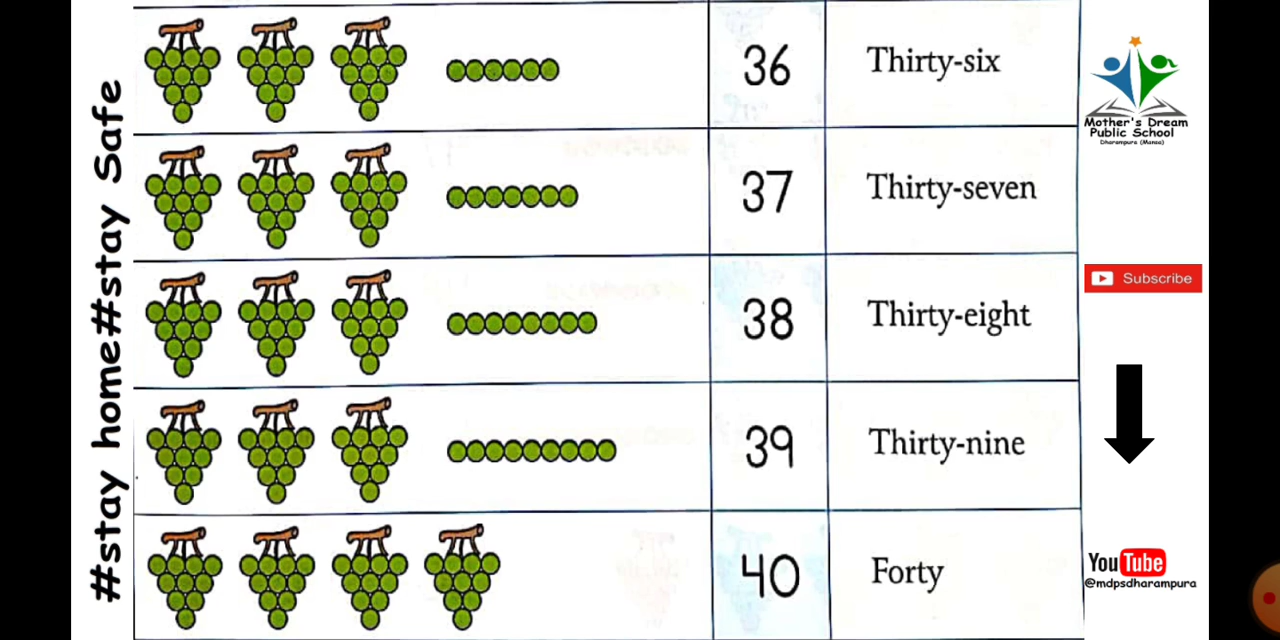 #stay home#stay Safe
36 Thirty-six
37 Thirty-seven
38 Thirty-eight
39 Thirty-nine
40 Forty
Mother's Dream
Public School
Dharampura (Mansa)
Subscribe
YouTube
@mdpsdharampura